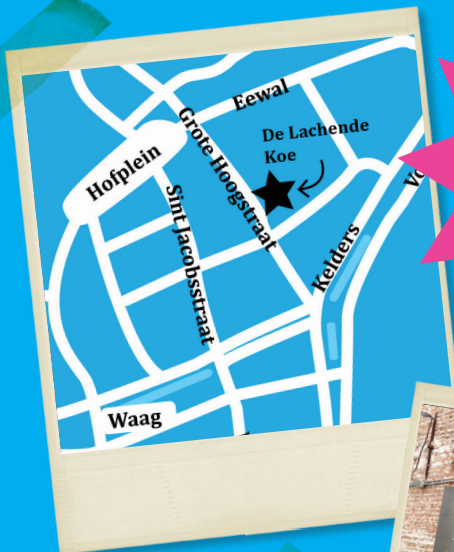 Eewal
De Lachende
Koe
Hofplein
Grote Hoogstraat
Sint Jacobsstraat
Kelders
Waag